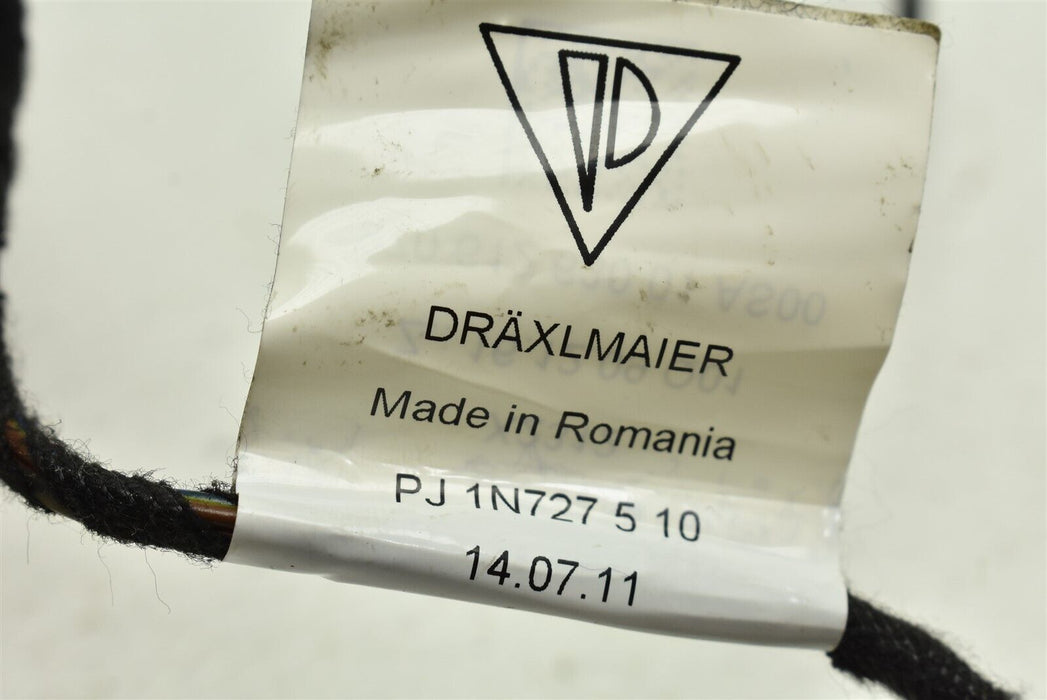 DRÄXLMAIER
Made in Romania
PJ 1N727 5 10
14.07.11